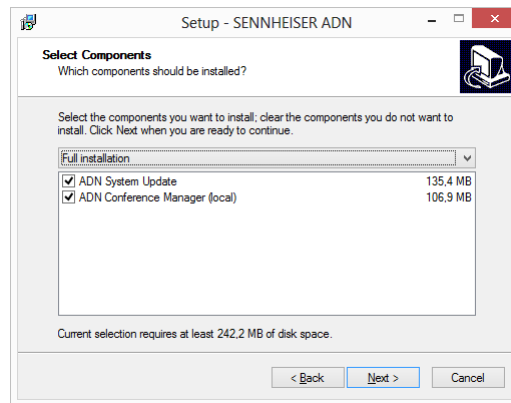 Setup - SENNHEISER ADN
Select Components
Which components should be installed?
Select the components you want to install; clear the components you do not want to
install. Click Next when you are ready to continue.
Full installation
ADN System Update 135,4 MB
ADN Conference Manager (local) 106,9 MB
Current selection requires at least 242,2 MB of disk space.
< Back Next > Cancel